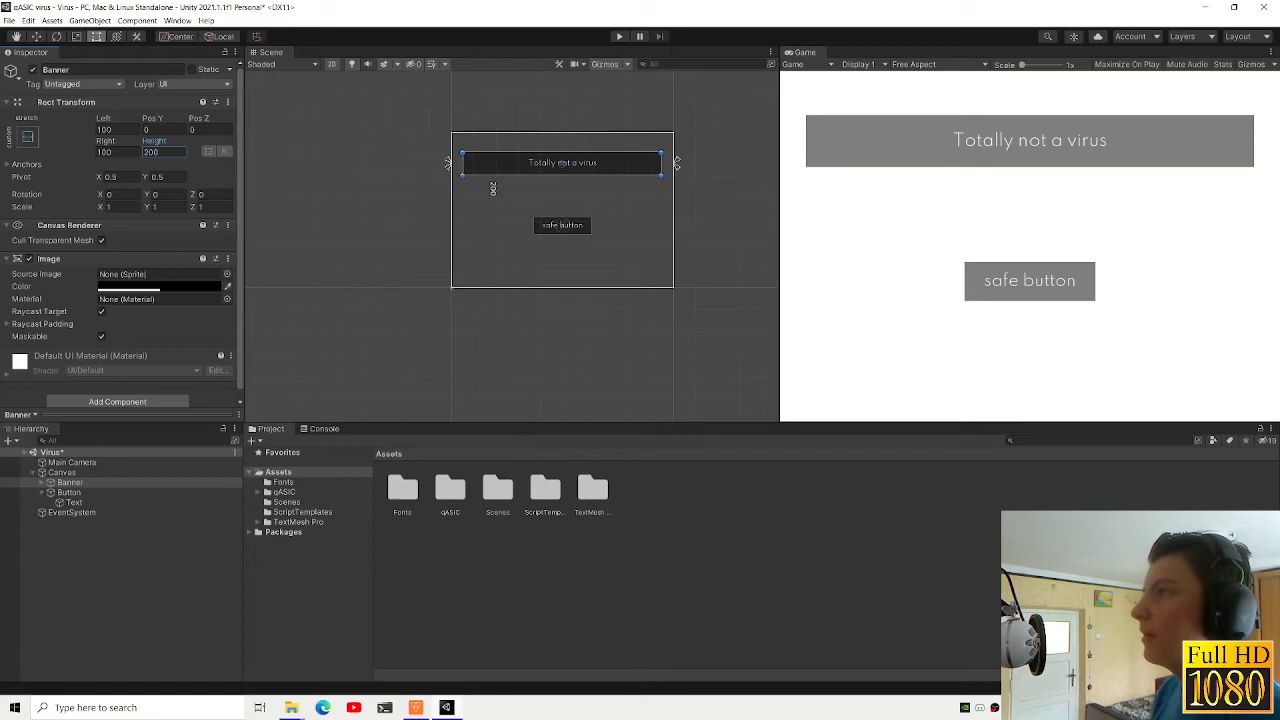 qASIC virus - Virus - PC, Mac & Linux Standalone - Unity 2021.1.1f1 Personal* <DX11>
File Edit Assets GameObject Component Window Help
Center Local Account Layers Layout
Inspector
Banner Static
Tag Untagged Layer UI
Rect Transform
stretch
custom
Left Pos Y Pos Z
100 0 0
Right Height
100 200
R
Anchors
Pivot X 0.5 Y 0.5
Rotation X 0 Y 0 Z 0
Scale X 1 Y 1 Z 1
Canvas Renderer
Cull Transparent Mesh
Image
Source Image None (Sprite)
Color
Material None (Material)
Raycast Target
Raycast Padding
Maskable
Default UI Material (Material)
Shader UI/Default Edit...
Add Component
Banner
Scene
Shaded 2D 0 Gizmos All
Totally not a virus
200
safe button
Game
Game Display 1 Free Aspect Scale 1x Maximize On Play Mute Audio Stats Gizmos
Totally not a virus
safe button
Hierarchy
All
Virus*
Main Camera
Canvas
Banner
Button
Text
EventSystem
Project Console
19
Favorites
Assets
Fonts
qASIC
Scenes
ScriptTemplates
TextMesh Pro
Packages
Assets
Fonts qASIC Scenes ScriptTemp... TextMesh ...
Full HD
1080
Type here to search